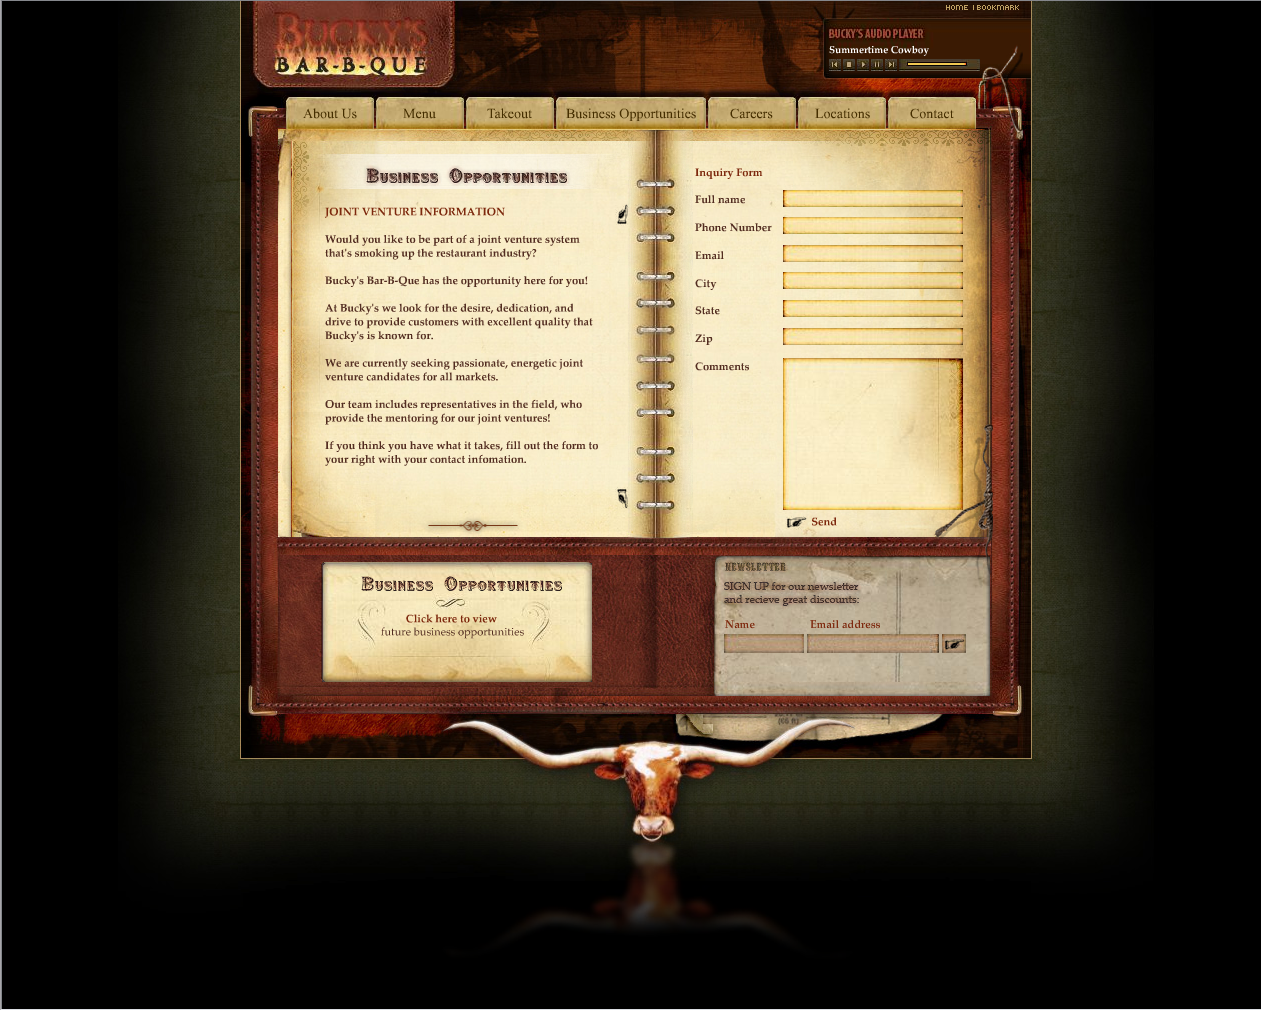 HOME | BOOKMARK
BUCKY'S
BAR-B-QUE
BUCKY'S AUDIO PLAYER
Summertime Cowboy
About Us
Menu
Takeout
Business Opportunities
Careers
Locations
Contact
Business Opportunities
JOINT VENTURE INFORMATION
Would you like to be part of a joint venture system
that's smoking up the restaurant industry?
Bucky's Bar-B-Que has the opportunity here for you!
At Bucky's we look for the desire, dedication, and
drive to provide customers with excellent quality that
Bucky's is known for.
We are currently seeking passionate, energetic joint
venture candidates for all markets.
Our team includes representatives in the field, who
provide the mentoring for our joint ventures!
If you think you have what it takes, fill out the form to
your right with your contact infomation.
Inquiry Form
Full name
Phone Number
Email
City
State
Zip
Comments
Send
Business Opportunities
Click here to view
future business opportunities
NEWSLETTER
SIGN UP for our newsletter
and recieve great discounts:
Name
Email address